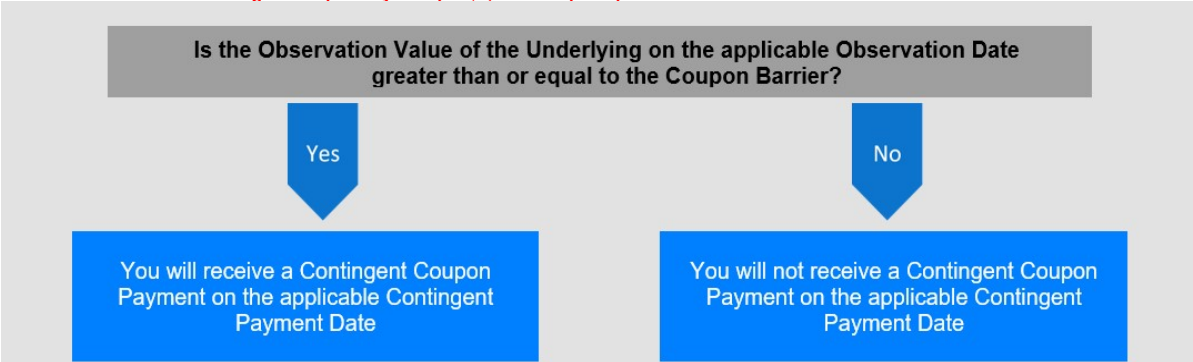 Is the Observation Value of the Underlying on the applicable Observation Date
greater than or equal to the Coupon Barrier?
Yes
No
You will receive a Contingent Coupon
Payment on the applicable Contingent
Payment Date
You will not receive a Contingent Coupon
Payment on the applicable Contingent
Payment Date